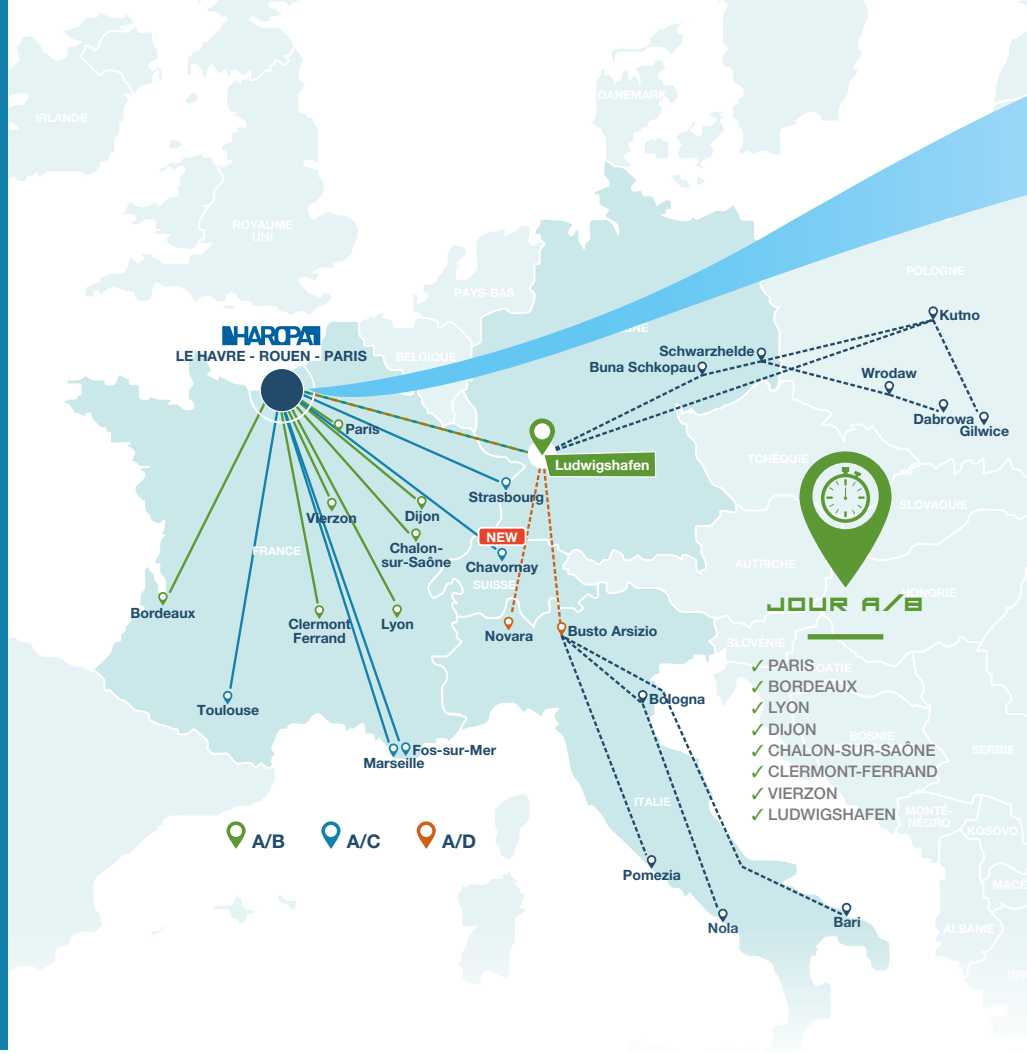 IRLANDE
DANEMARK
ROYAUME
UNI
PAYS-BAS
POLOGNE
BELGIQUE
LE HAVRE - ROUEN - PARIS
Kutno
Schwarzhelde
Buna Schkopau
Wrodaw
Dabrowa
Gilwice
Paris
Ludwigshafen
TCHÉQUIE
Strasbourg
SLOVAQUIE
Vierzon
Dijon
NEW
FRANCE
Chalon-
sur-Saône
Chavornay
SUISSE
AUTRICHE
HONGRIE
JOUR A/B
Bordeaux
Clermont
Ferrand
Lyon
Novara
Busto Arsizio
SLOVÉNIE
✓ PARIS
✓ BORDEAUX
✓ LYON
✓ DIJON
✓ CHALON-SUR-SAÔNE
✓ CLERMONT-FERRAND
✓ VIERZON
✓ LUDWIGSHAFEN
Bologna
Toulouse
BOSNIE
SERBIE
Fos-sur-Mer
Marseille
ITALIE
MONTÉ-
NÉGRO
KOSOVO
A/B
A/C
A/D
Pomezia
Nola
Bari
ALBANIE